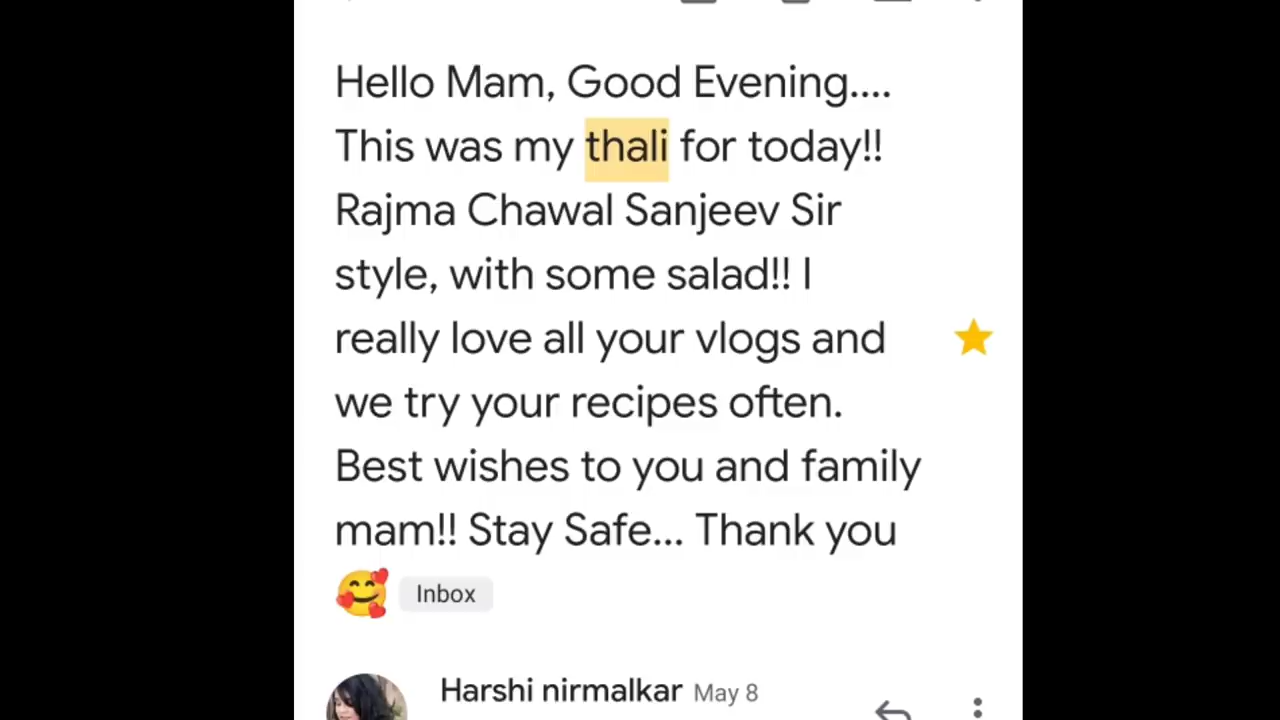 Hello Mam, Good Evening....
This was my thali for today!!
Rajma Chawal Sanjeev Sir
style, with some salad!! I
really love all your vlogs and
we try your recipes often.
Best wishes to you and family
mam!! Stay Safe... Thank you
🥰 Inbox
Harshi nirmalkar May 8